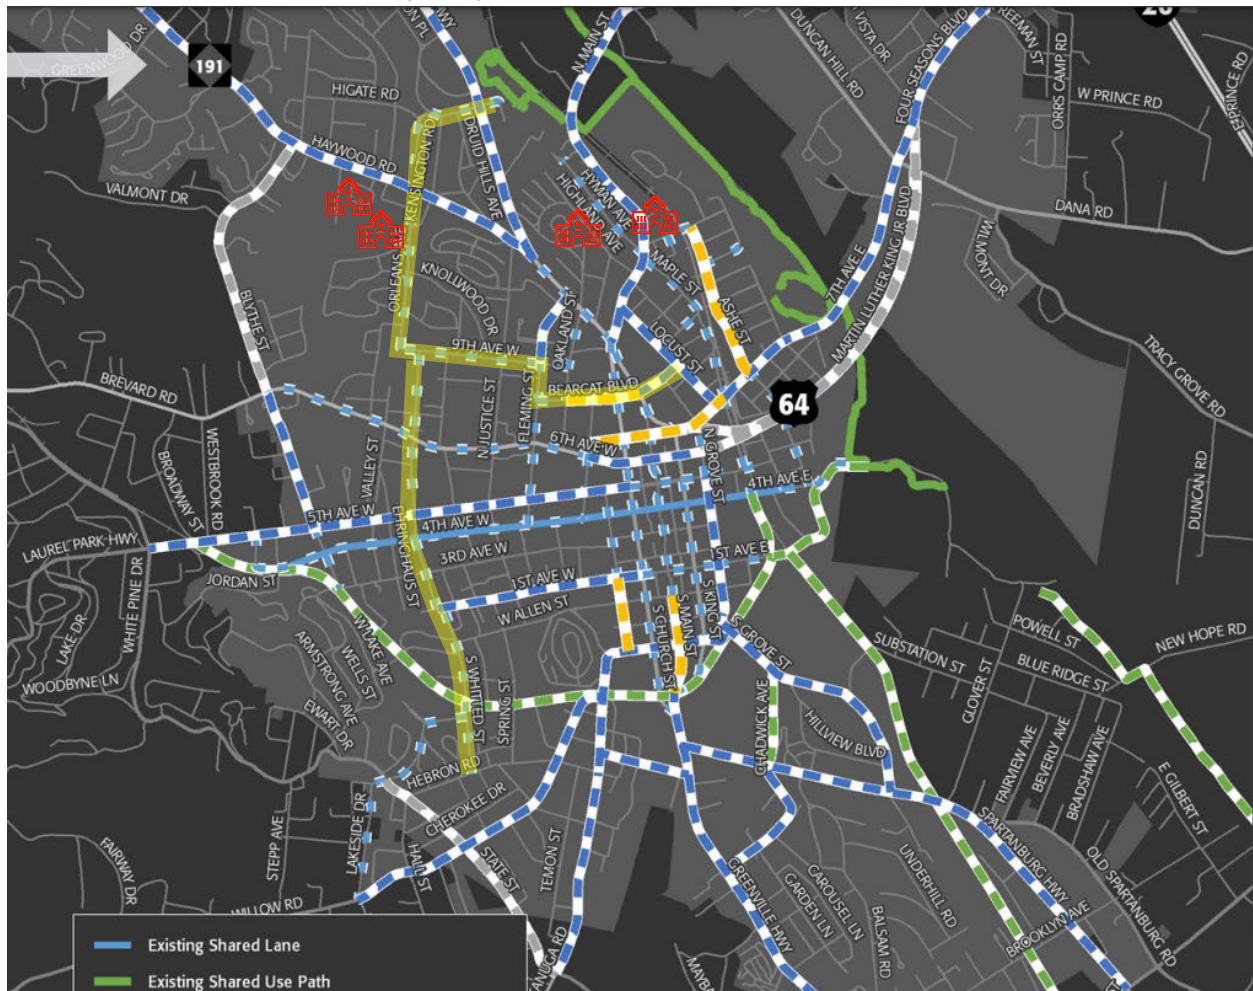 N MAIN ST
DUNCAN HILL RD
VISTA DR
FOUR SEASONS BLVD
FREEMAN ST
ORRS CAMP RD
26
E PRINCE RD
GREENWOOD DR
191
HIGATE RD
W PRINCE RD
HAYWOOD RD
KENSINGTON RD
DRUID HILLS AVE
HYMAN AVE
HIGHLAND AVE
VALMONT DR
DANA RD
ORLEANS AVE
KNOLLWOOD DR
MAPLE ST
7TH AVE E
MARTIN LUTHER KING JR BLVD
WILMONT DR
BLYTHE ST
OAKLAND ST
LOCUST ST
ASHE ST
9TH AVE W
TRACY GROVE RD
BREVARD RD
BEARCAT BLVD
64
N JUSTICE ST
FLEMING ST
6TH AVE W
N GROVE ST
BROADWAY ST
WESTBROOK RD
VALLEY ST
4TH AVE E
DUNCAN RD
5TH AVE W
4TH AVE W
LAUREL PARK HWY
3RD AVE W
1ST AVE E
JORDAN ST
EHRINGHAUS ST
1ST AVE W
W ALLEN ST
WHITE PINE DR
LAKE DR
W LAKE AVE
WELLS ST
ARMSTRONG AVE
S CHURCH ST
S MAIN ST
S KING ST
S GROVE ST
POWELL ST
NEW HOPE RD
SUBSTATION ST
BLUE RIDGE ST
GLOVER ST
WOODBYNE LN
EWART DR
S WHITTED ST
SPRING ST
CHADWICK AVE
HILLVIEW BLVD
HEBRON RD
FAIRVIEW AVE
BEVERLY AVE
BRADSHAW AVE
E GILBERT ST
CHEROKEE DR
LAKESIDE DR
STEPP AVE
HALL ST
STATE ST
TEMON ST
FAIRWAY DR
SPARTANBURG HWY
OLD SPARTANBURG RD
GREENVILLE HWY
GARDEN LN
CAROUSEL LN
BALSAM RD
UNDERHILL RD
BROOKLYN AVE
WILLOW RD
Existing Shared Lane
Existing Shared Use Path